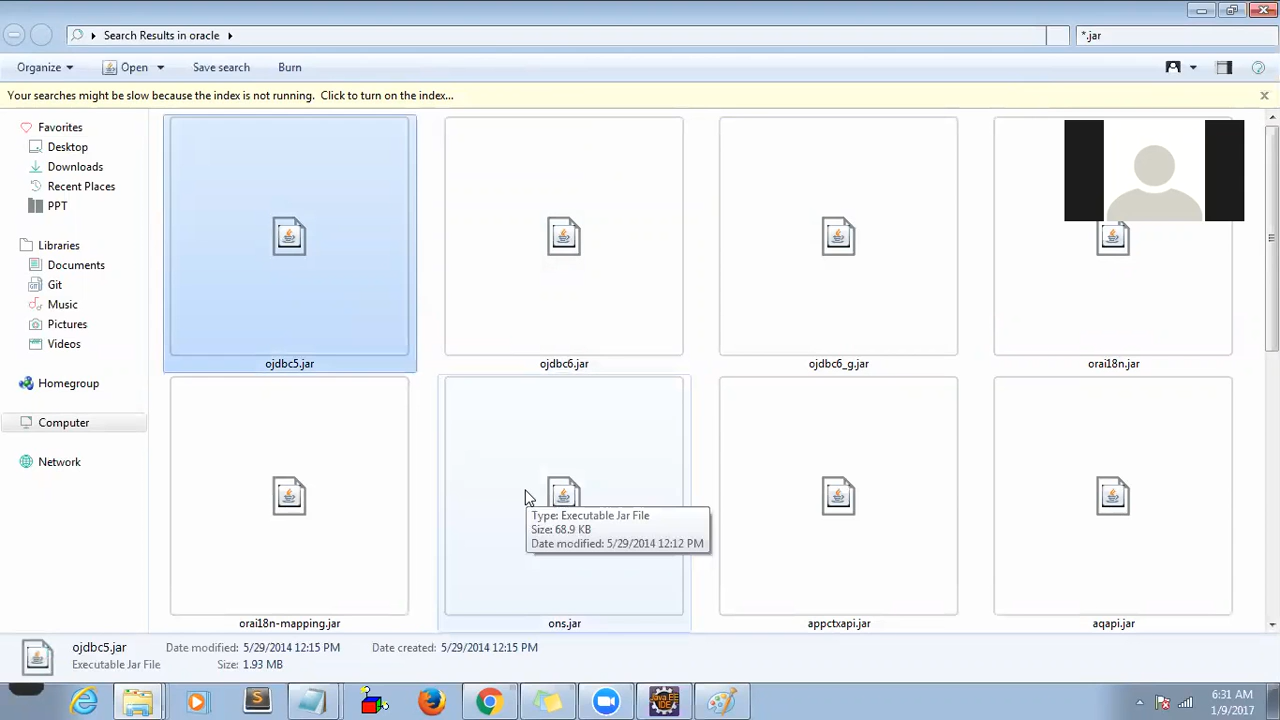 Search Results in oracle
*.jar
Organize
Open
Save search
Burn
Your searches might be slow because the index is not running. Click to turn on the index...
Favorites
Desktop
Downloads
Recent Places
PPT
Libraries
Documents
Git
Music
Pictures
Videos
Homegroup
Computer
Network
ojdbc5.jar
ojdbc6.jar
ojdbc6_g.jar
orai18n.jar
Type: Executable Jar File
Size: 68.9 KB
Date modified: 5/29/2014 12:12 PM
orai18n-mapping.jar
ons.jar
appctxapi.jar
aqapi.jar
ojdbc5.jar Date modified: 5/29/2014 12:15 PM Date created: 5/29/2014 12:15 PM
Executable Jar File Size: 1.93 MB
Java EE
IDE
6:31 AM
1/9/2017